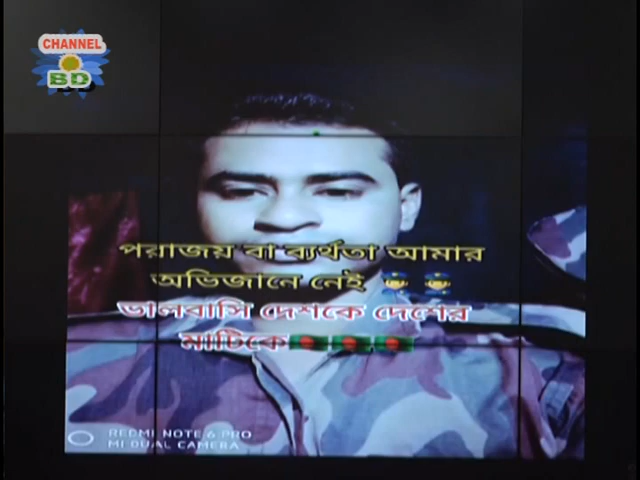 CHANNEL
BD
পরাজয় বা ব্যর্থতা আমার
অভিজানে নেই
ভালবাসি দেশকে দেশের
মাটিকে
REDMI NOTE 6 PRO
MI DUAL CAMERA